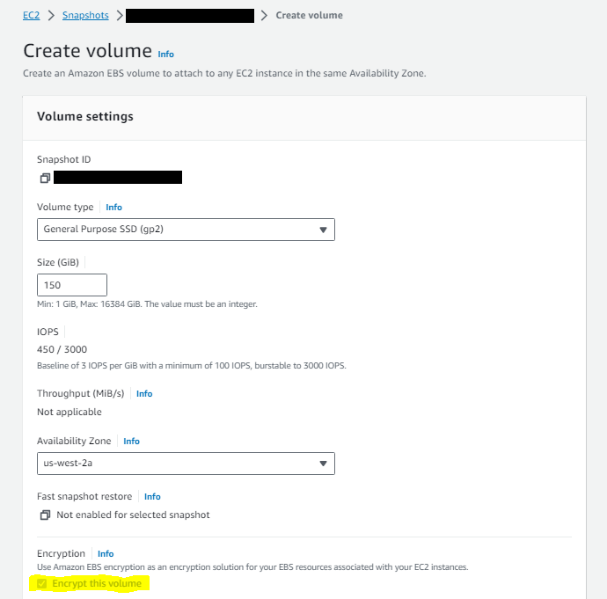 EC2 > Snapshots > > Create volume
Create volume Info
Create an Amazon EBS volume to attach to any EC2 instance in the same Availability Zone.
Volume settings
Snapshot ID
Volume type Info
General Purpose SSD (gp2)
Size (GiB)
150
Min: 1 GiB, Max: 16384 GiB. The value must be an integer.
IOPS
450 / 3000
Baseline of 3 IOPS per GiB with a minimum of 100 IOPS, burstable to 3000 IOPS.
Throughput (MiB/s) Info
Not applicable
Availability Zone Info
us-west-2a
Fast snapshot restore Info
Not enabled for selected snapshot
Encryption Info
Use Amazon EBS encryption as an encryption solution for your EBS resources associated with your EC2 instances.
Encrypt this volume